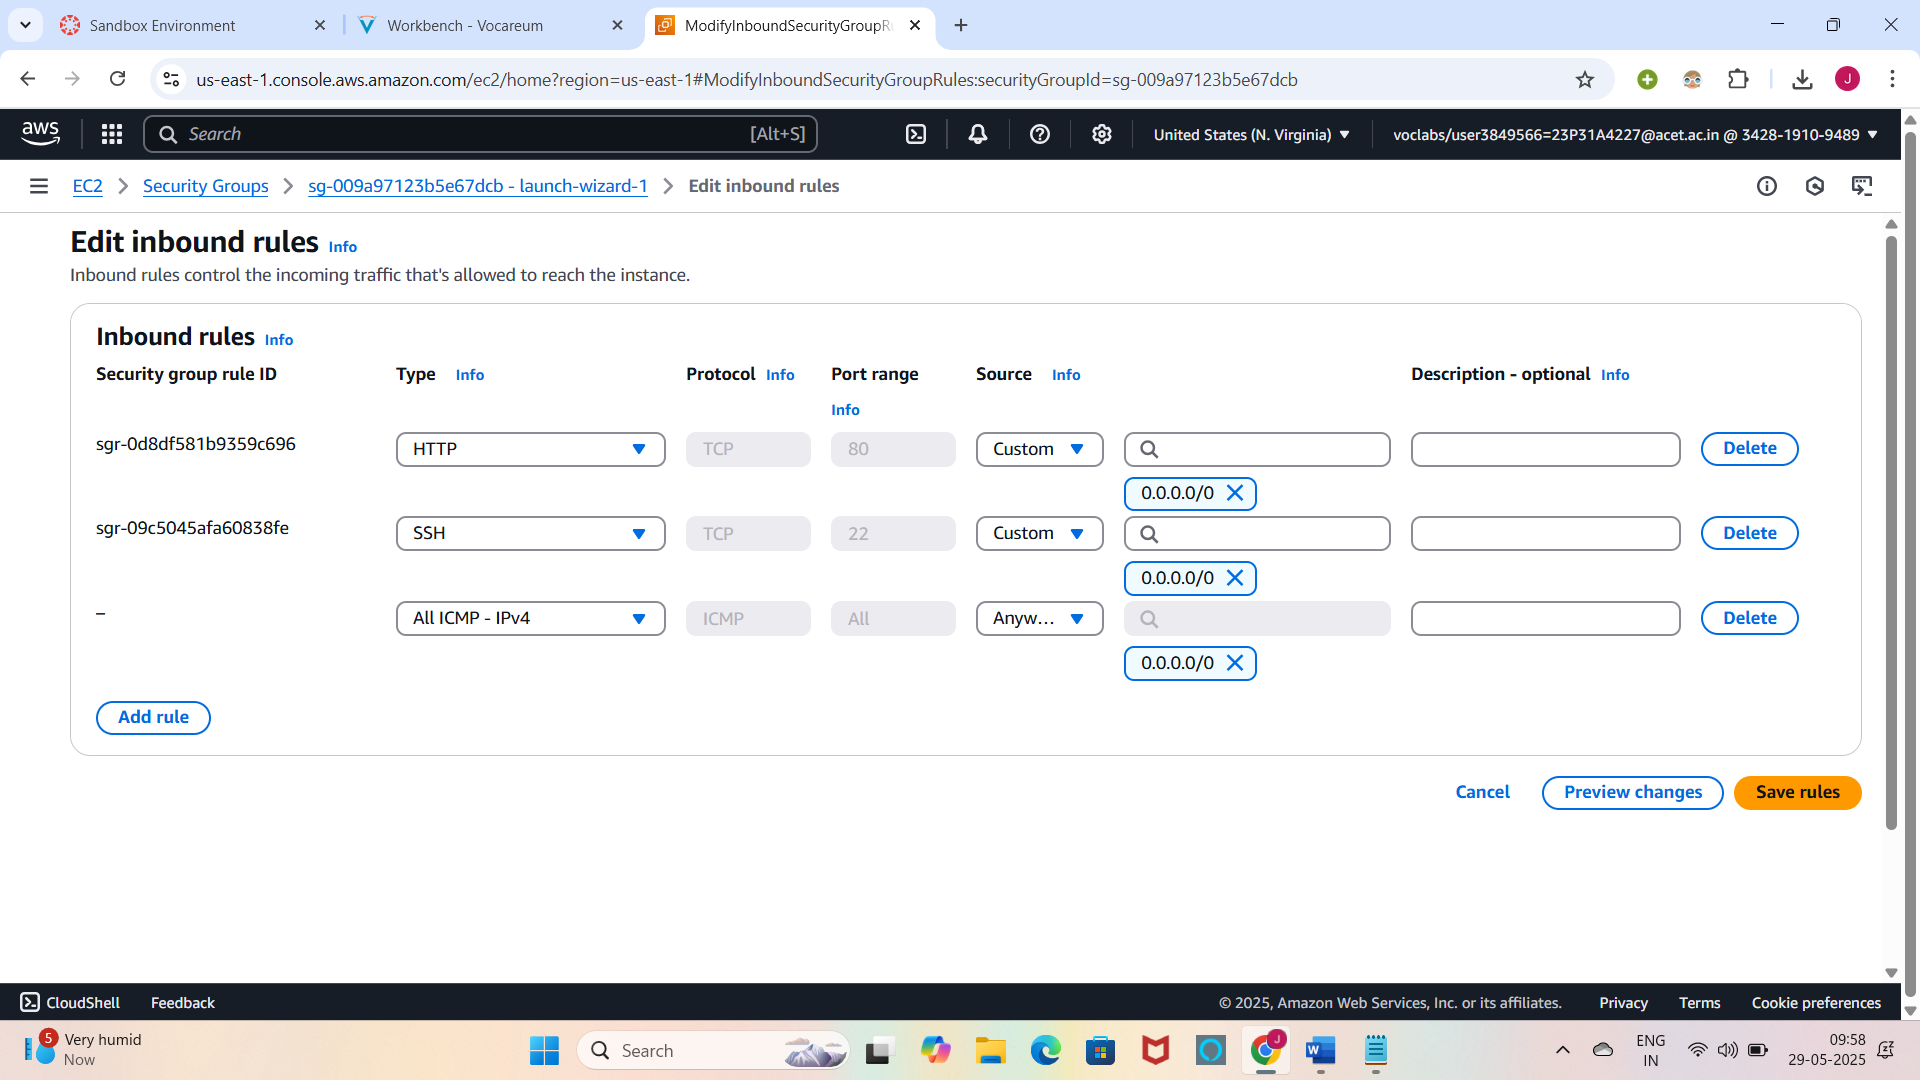 Sandbox Environment
Workbench - Vocareum
ModifyInboundSecurityGroupR
us-east-1.console.aws.amazon.com/ec2/home?region=us-east-1#ModifyInboundSecurityGroupRules:securityGroupId=sg-009a97123b5e67dcb
J
aws
Search
[Alt+S]
United States (N. Virginia)
voclabs/user3849566=23P31A4227@acet.ac.in @ 3428-1910-9489
EC2
Security Groups
sg-009a97123b5e67dcb - launch-wizard-1
Edit inbound rules
Edit inbound rules Info
Inbound rules control the incoming traffic that's allowed to reach the instance.
Inbound rules Info
Security group rule ID
Type Info
Protocol Info
Port range
Info
Source Info
Description - optional Info
sgr-0d8df581b9359c696
HTTP
TCP
80
Custom
Delete
0.0.0.0/0
sgr-09c5045afa60838fe
SSH
TCP
22
Custom
Delete
0.0.0.0/0
–
All ICMP - IPv4
ICMP
All
Anyw...
Delete
0.0.0.0/0
Add rule
Cancel
Preview changes
Save rules
CloudShell
Feedback
© 2025, Amazon Web Services, Inc. or its affiliates.
Privacy
Terms
Cookie preferences
5
Very humid
Now
Search
J
W
ENG
IN
09:58
29-05-2025